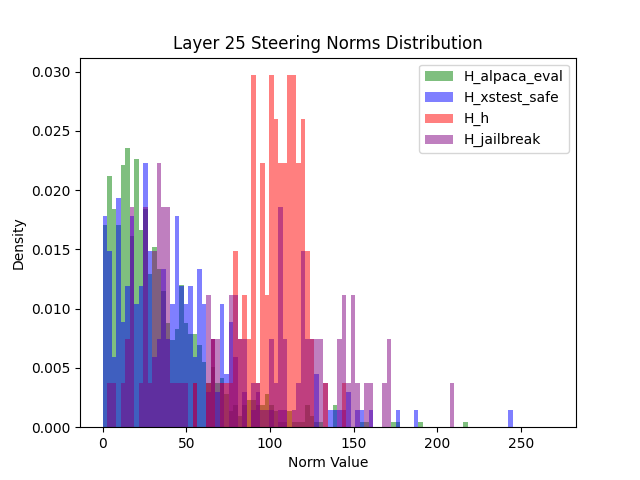 Layer 25 Steering Norms Distribution
H_alpaca_eval
H_xstest_safe
H_h
H_jailbreak
0.030
0.025
0.020
0.015
0.010
0.005
0.000
Density
0 50 100 150 200 250
Norm Value